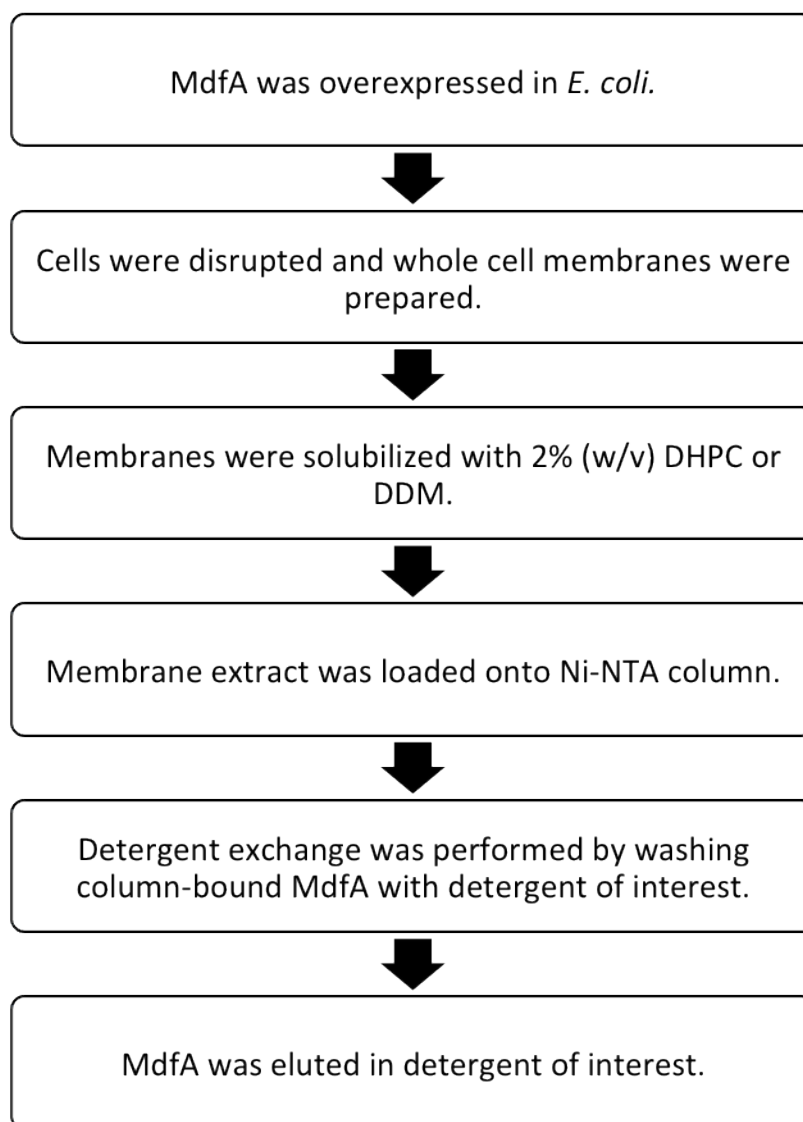 MdfA was overexpressed in E. coli.
Cells were disrupted and whole cell membranes were
prepared.
Membranes were solubilized with 2% (w/v) DHPC or
DDM.
Membrane extract was loaded onto Ni-NTA column.
Detergent exchange was performed by washing
column-bound MdfA with detergent of interest.
MdfA was eluted in detergent of interest.